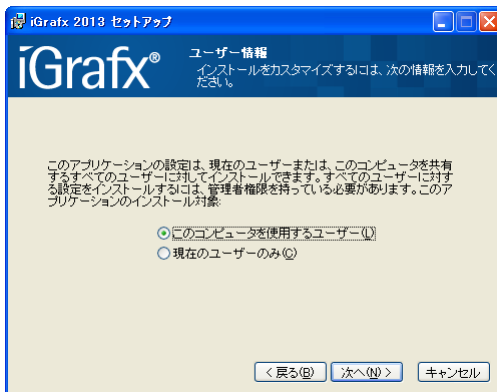 iGrafx 2013 セットアップ
iGrafx®
ユーザー情報
インストールをカスタマイズするには、次の情報を入力してく
ださい。
このアプリケーションの設定は、現在のユーザーまたは、このコンピュータを共有
するすべてのユーザーに対してインストールできます。すべてのユーザーに対す
る設定をインストールするには、管理者権限を持っている必要があります。このア
プリケーションのインストール対象:
このコンピュータを使用するユーザー(L)
現在のユーザーのみ(C)
< 戻る(B) 次へ(N) > キャンセル